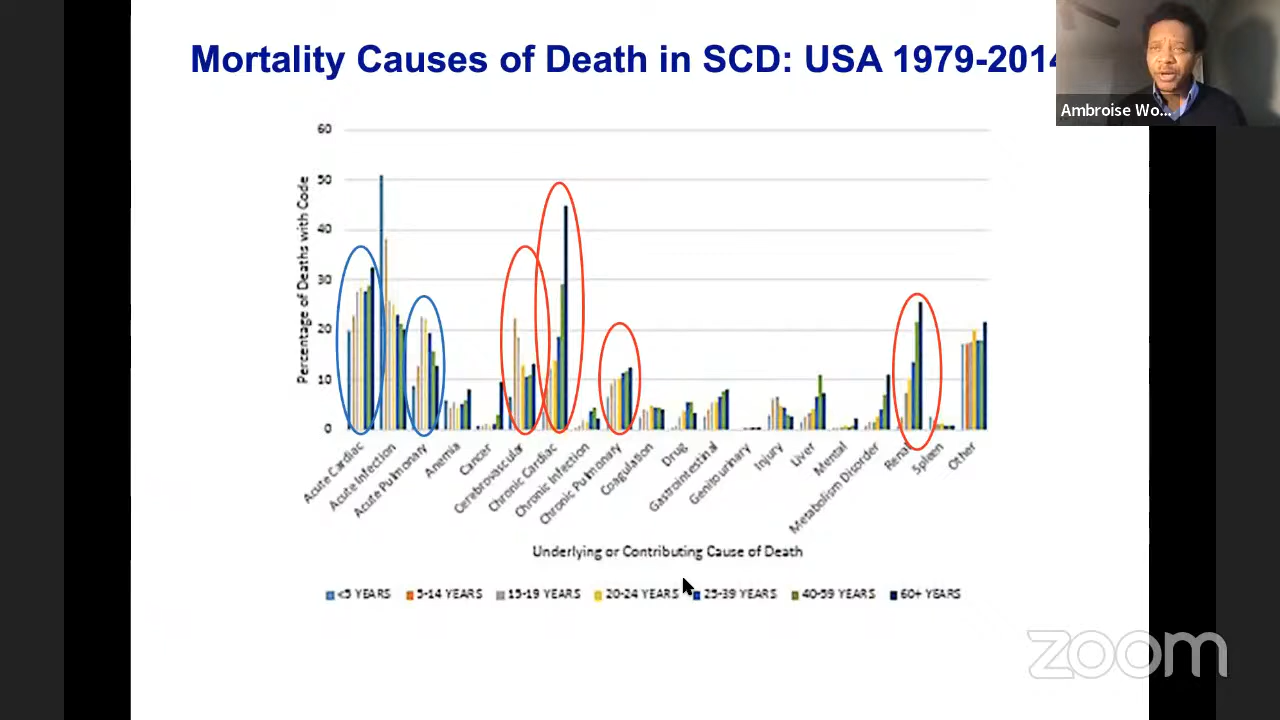 Mortality Causes of Death in SCD: USA 1979-2014
Ambroise Wo...
60
50
40
30
20
10
0
Percentage of Deaths with Code
Acute Cardiac
Acute Infection
Acute Pulmonary
Anemia
Cancer
Cerebrovascular
Chronic Cardiac
Chronic Infection
Chronic Pulmonary
Coagulation
Drug
Gastrointestinal
Genitourinary
Injury
Liver
Mental
Metabolism Disorder
Renal
Spleen
Other
Underlying or Contributing Cause of Death
<5 YEARS 5-14 YEARS 15-19 YEARS 20-24 YEARS 25-39 YEARS 40-59 YEARS 60+ YEARS
zoom